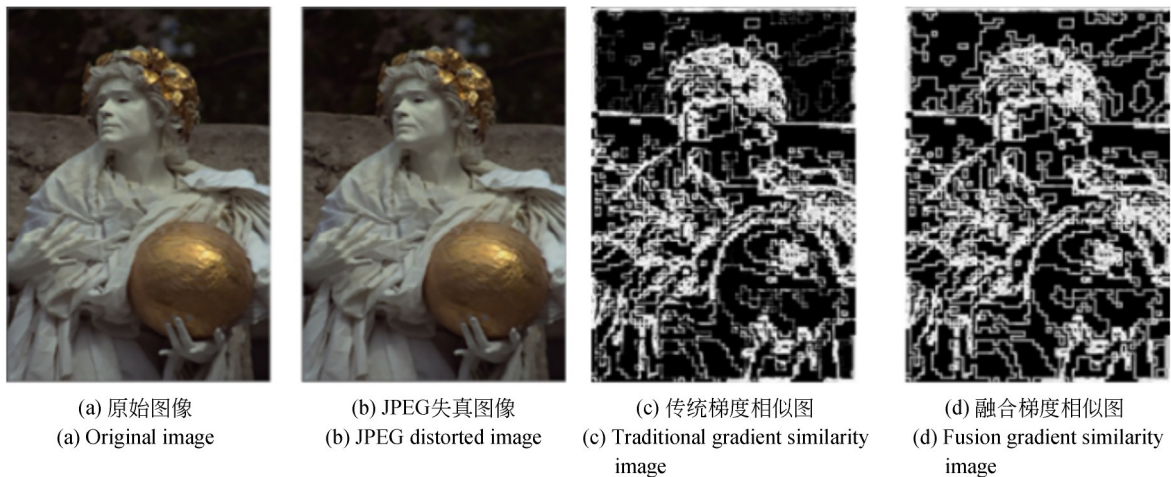 (a) 原始图像
(a) Original image
(b) JPEG失真图像
(b) JPEG distorted image
(c) 传统梯度相似图
(c) Traditional gradient similarity
image
(d) 融合梯度相似图
(d) Fusion gradient similarity
image